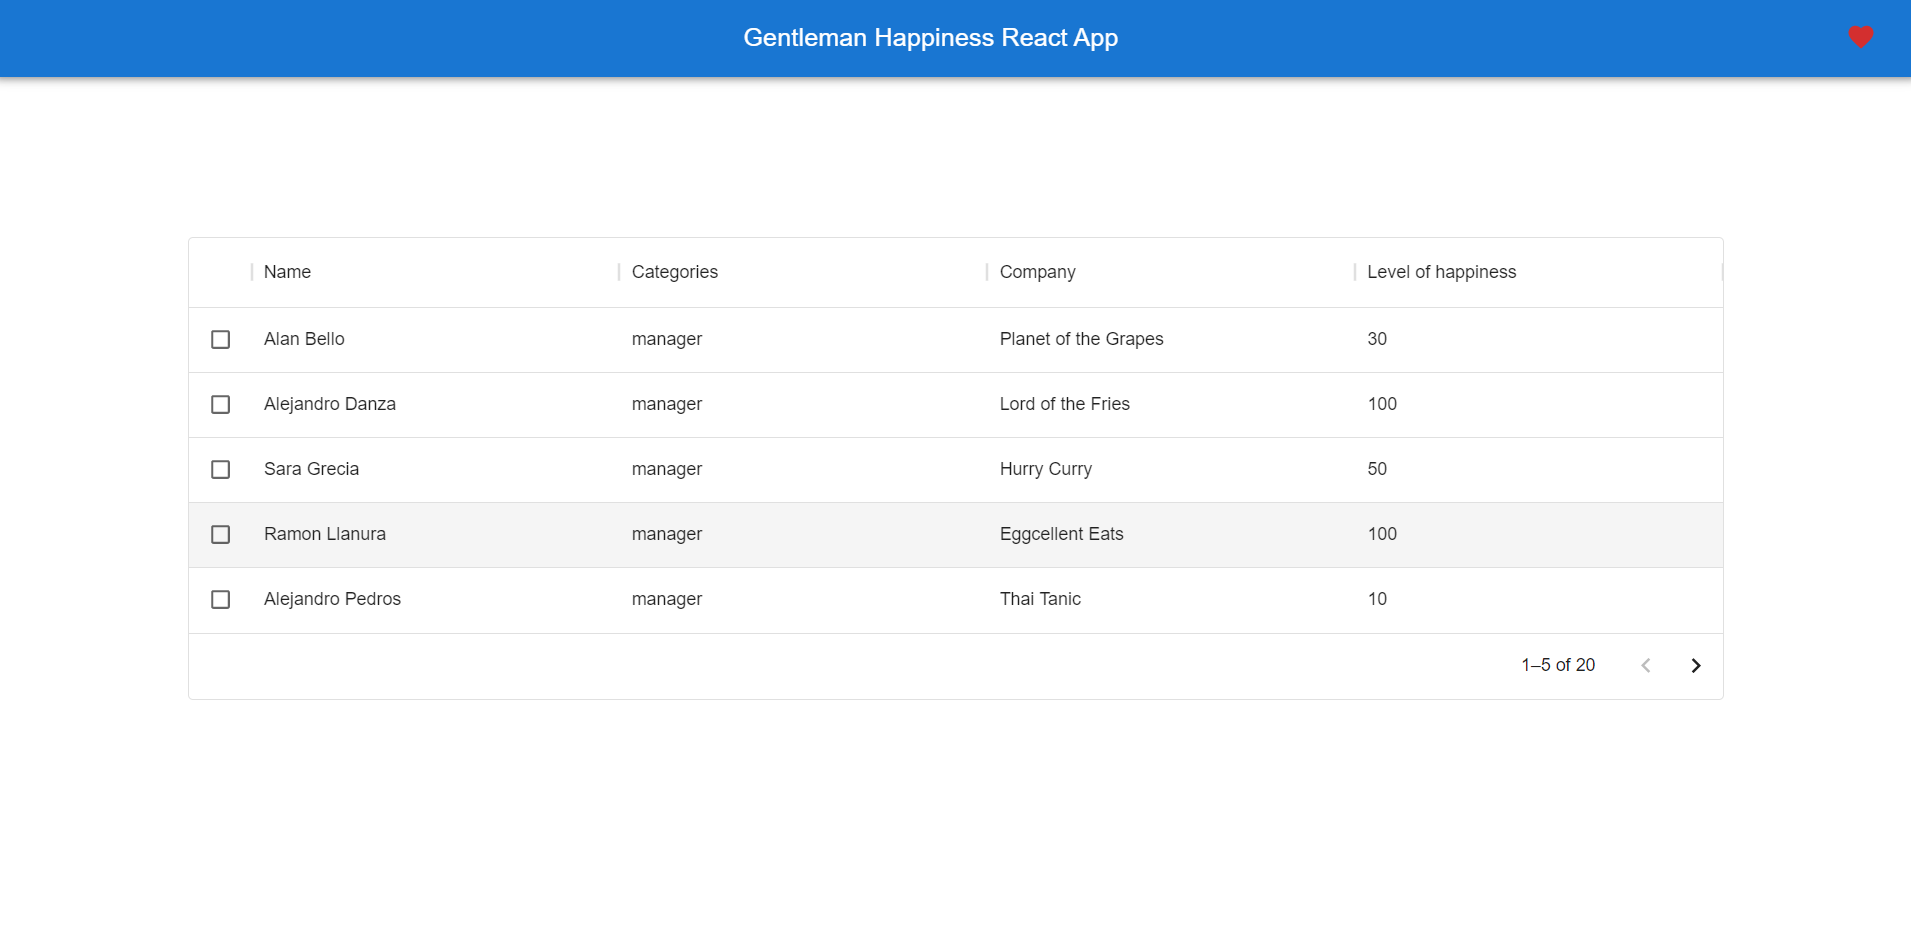 Gentleman Happiness React App
Name Categories Company Level of happiness
Alan Bello manager Planet of the Grapes 30
Alejandro Danza manager Lord of the Fries 100
Sara Grecia manager Hurry Curry 50
Ramon Llanura manager Eggcellent Eats 100
Alejandro Pedros manager Thai Tanic 10
1–5 of 20